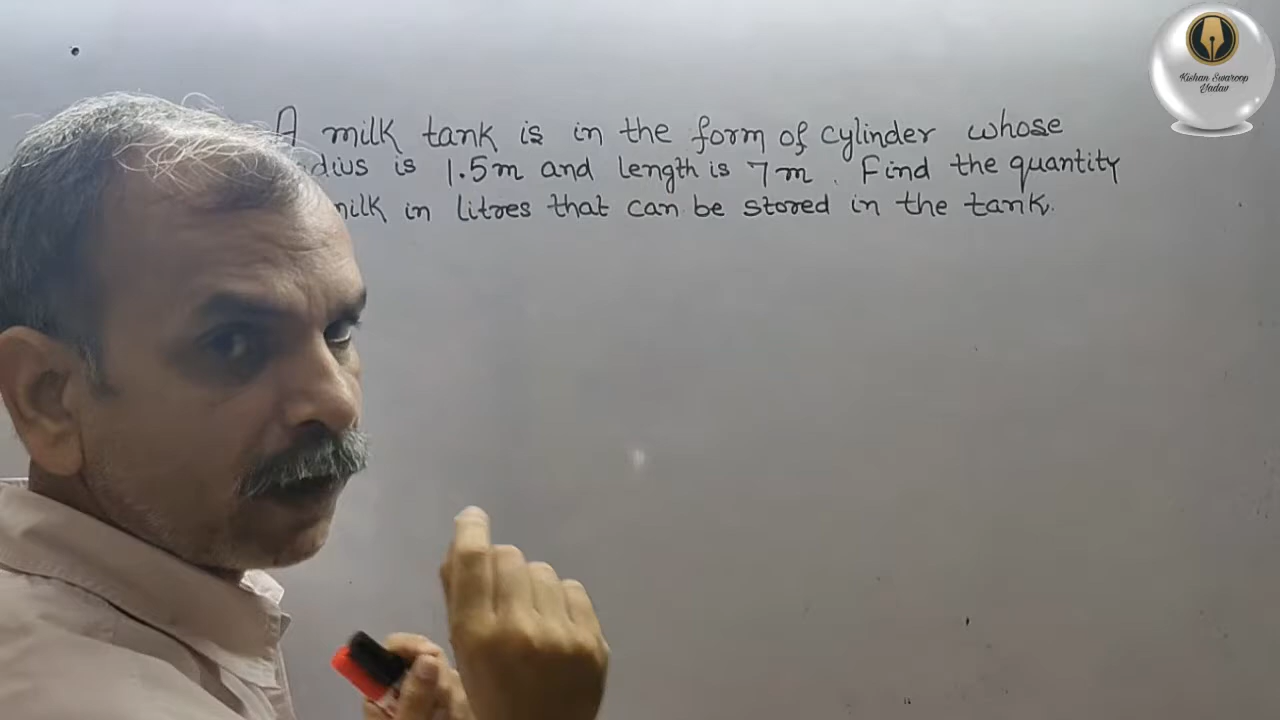 A milk tank is in the form of cylinder whose
is 1.5m and length is 7m. Find the quantity
milk in litres that can be stored in the tank.
Kishan Swaroop
Yadav